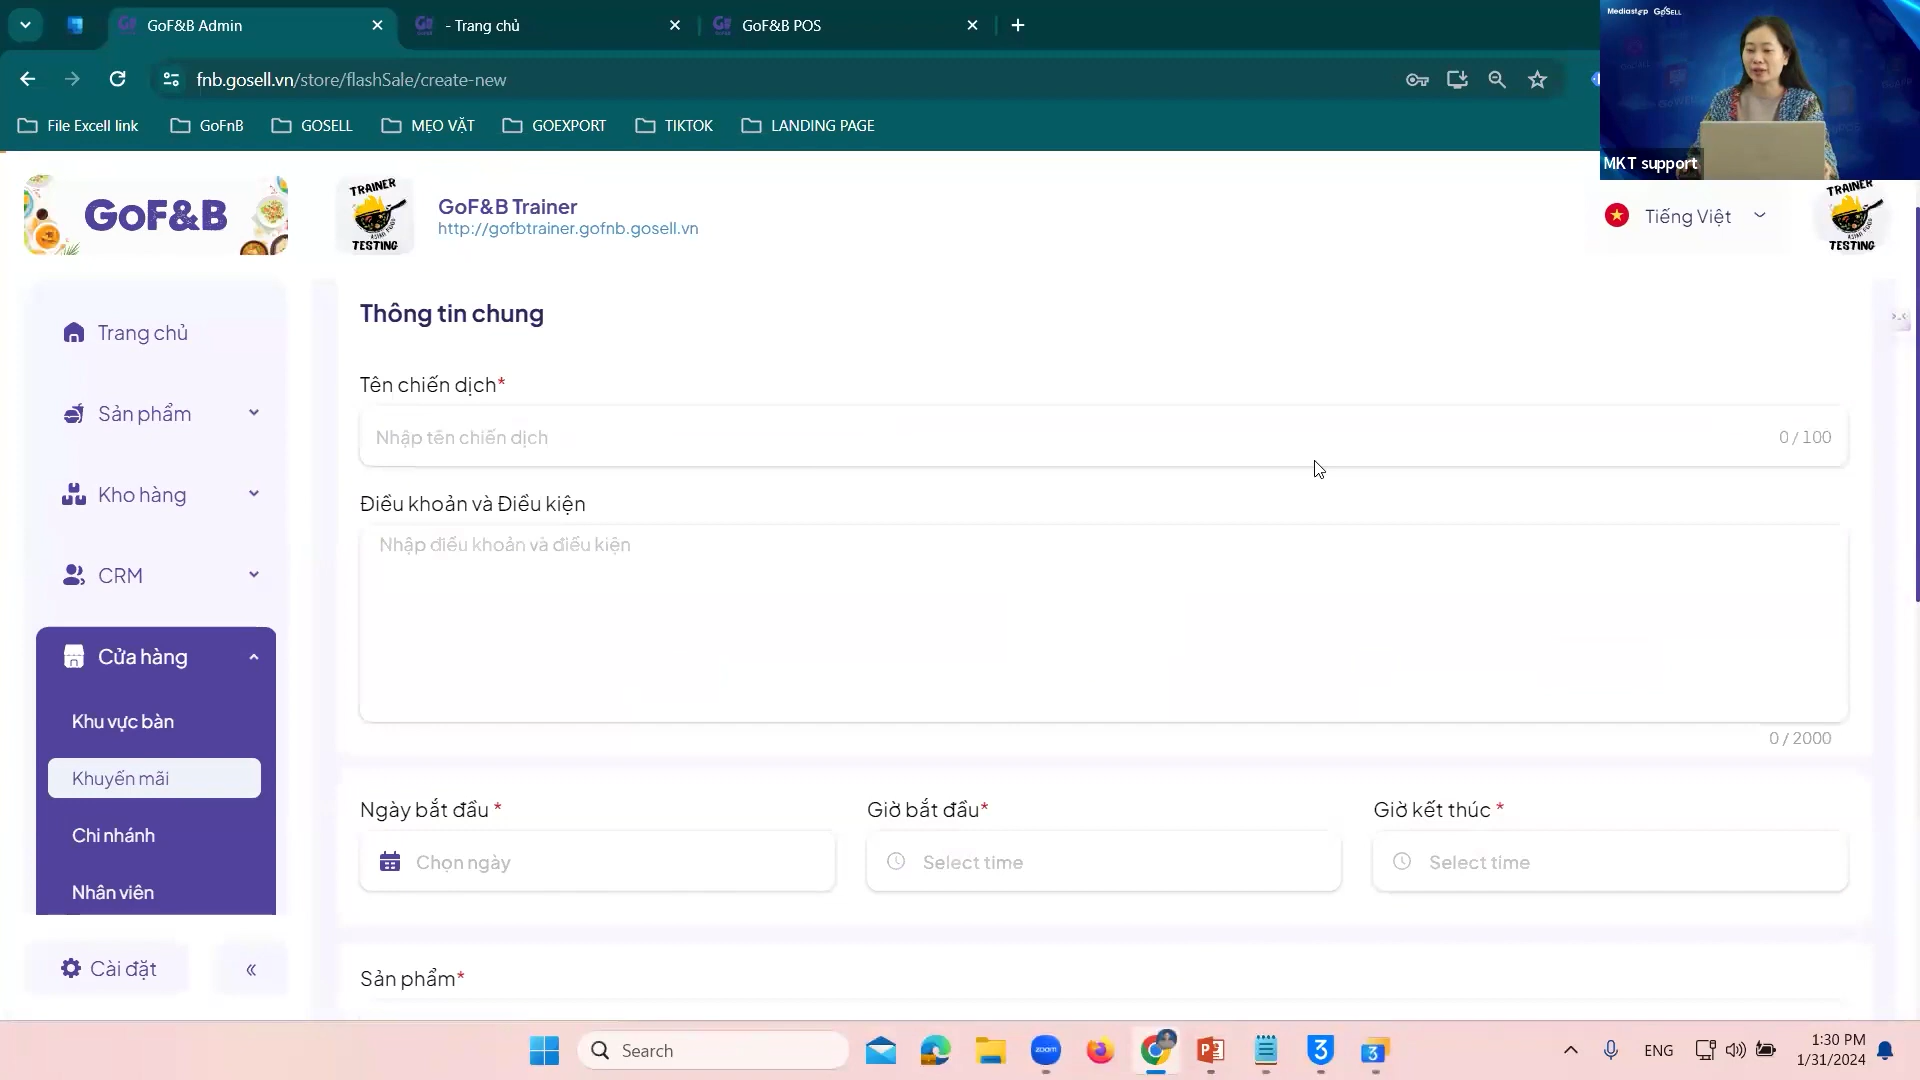 GoF&B Admin
- Trang chủ
GoF&B POS
fnb.gosell.vn/store/flashSale/create-new
File Excell link
GoFnB
GOSELL
MẸO VẶT
GOEXPORT
TIKTOK
LANDING PAGE
Mediastep GoSELL
MKT support
GoF&B
TRAINER
TESTING
GoF&B Trainer
http://gofbtrainer.gofnb.gosell.vn
Tiếng Việt
TRAINER
TESTING
Trang chủ
Sản phẩm
Kho hàng
CRM
Cửa hàng
Khu vực bàn
Khuyến mãi
Chi nhánh
Nhân viên
Cài đặt
«
Thông tin chung
Tên chiến dịch*
Nhập tên chiến dịch
0 / 100
Điều khoản và Điều kiện
Nhập điều khoản và điều kiện
0 / 2000
Ngày bắt đầu *
Chọn ngày
Giờ bắt đầu*
Select time
Giờ kết thúc *
Select time
Sản phẩm*
Search
zoom
ENG
1:30 PM
1/31/2024